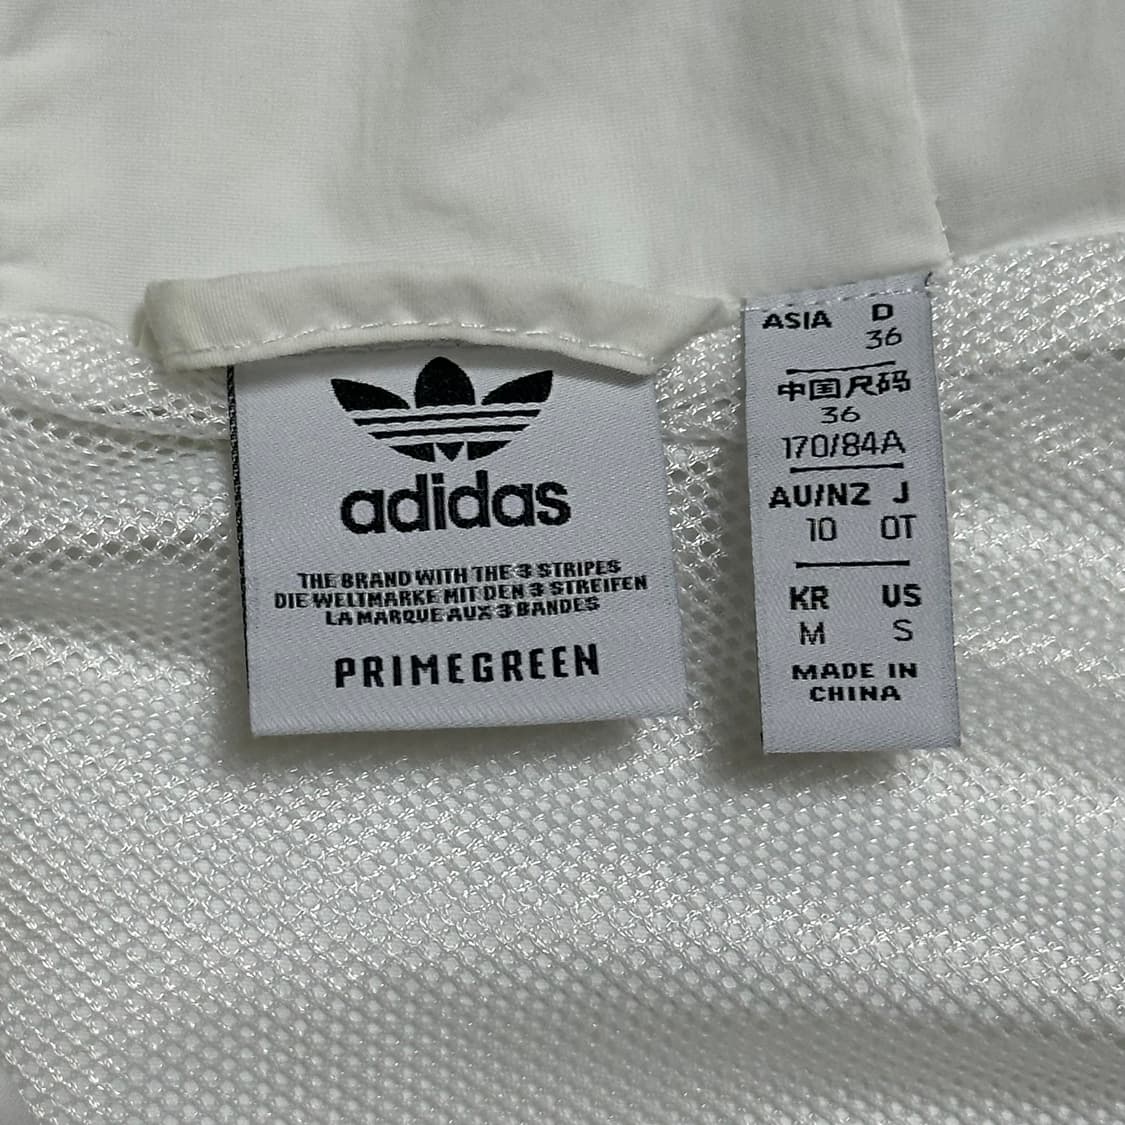 adidas
THE BRAND WITH THE 3 STRIPES
DIE WELTMARKE MIT DEN 3 STREIFEN
LA MARQUE AUX 3 BANDES
PRIMEGREEN
ASIA D
36
中国尺码
36
170/84A
AU/NZ J
10 OT
KR US
M S
MADE IN
CHINA